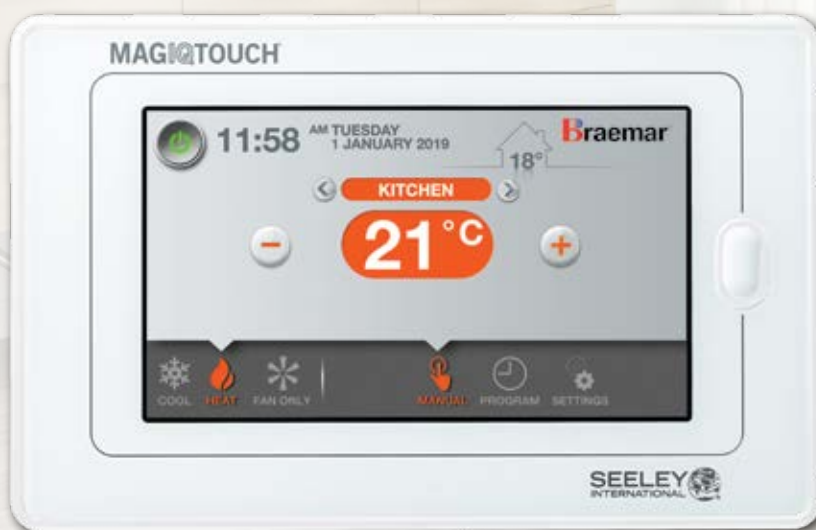 MAGIQTOUCH
11:58 AM TUESDAY
1 JANUARY 2019
18°
Braemar
KITCHEN
21°C
COOL HEAT FAN ONLY MANUAL PROGRAM SETTINGS
SEELEY
INTERNATIONAL